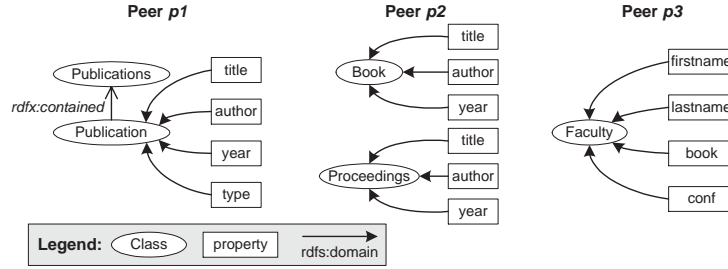 Peer p1
Publications
rdfx:contained
Publication
title
author
year
type
Peer p2
Book
title
author
year
Proceedings
title
author
year
Peer p3
Faculty
firstname
lastname
book
conf
Legend: Class property rdfs:domain